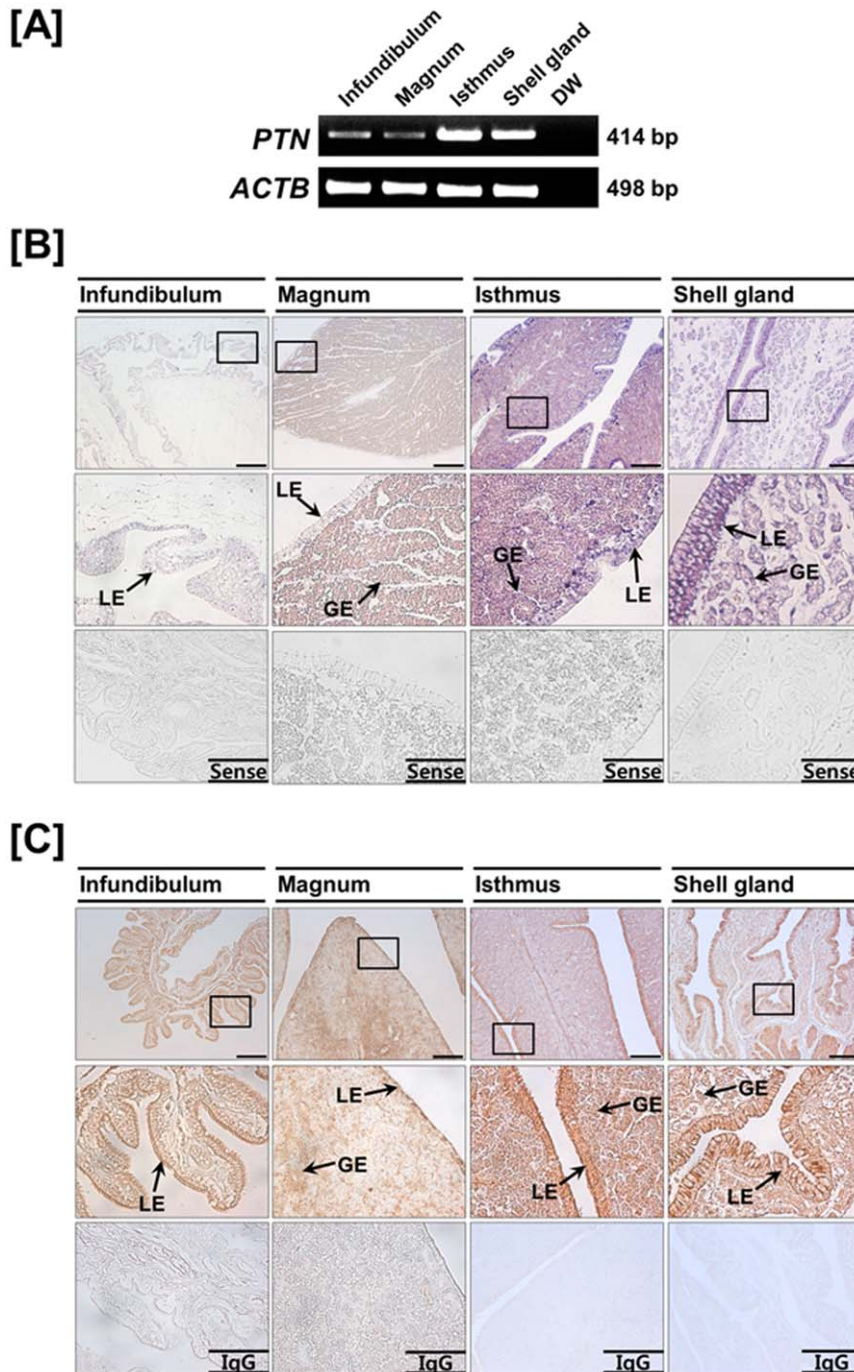 [A]
Infundibulum Magnum Isthmus Shell gland DW
PTN 414 bp
ACTB 498 bp
[B]
Infundibulum Magnum Isthmus Shell gland
LE
LE GE LE
LE GE LE GE
Sense Sense Sense Sense
[C]
Infundibulum Magnum Isthmus Shell gland
LE GE GE
LE GE LE LE
IgG IgG IgG IgG